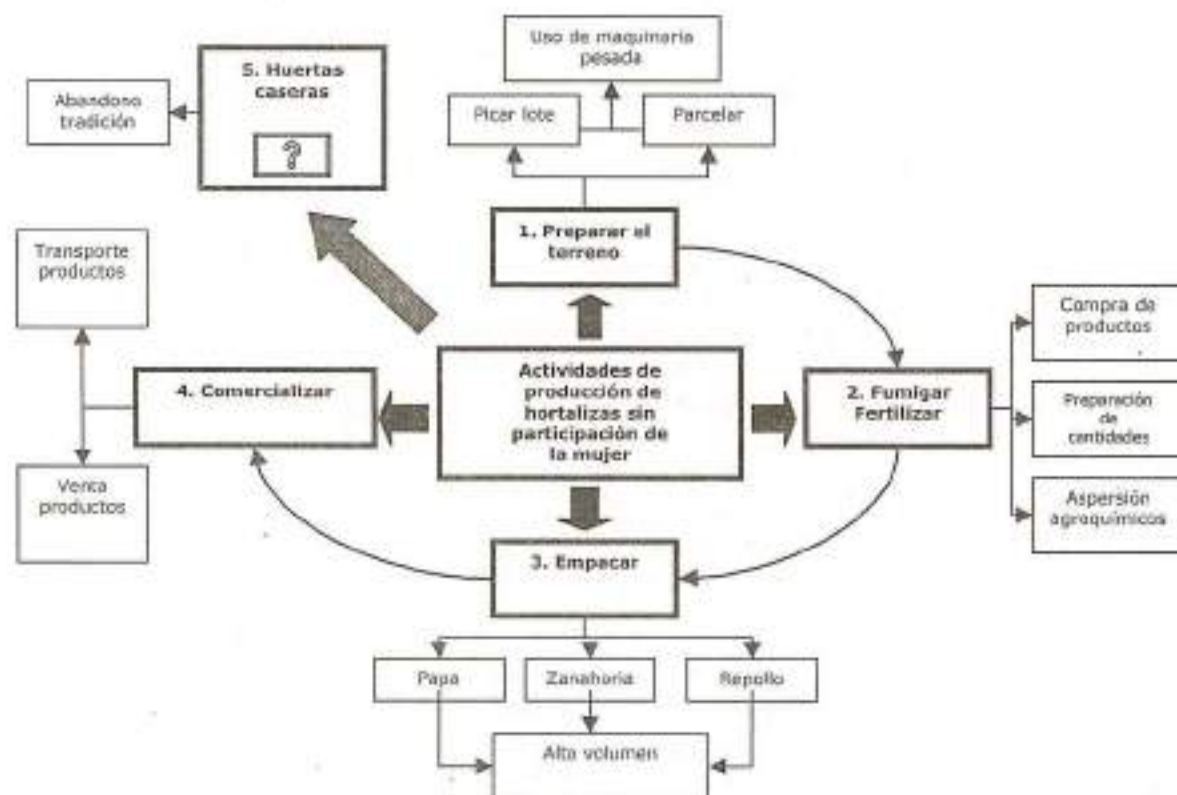 Uso de maquinaria
pesada
5. Huertas
caseras
?
Abandono
tradición
Picar lote
Parcelar
1. Preparar el
terreno
Transporte
productos
Compra de
productos
Actividades de
producción de
hortalizas sin
participación de
la mujer
4. Comercializar
2. Fumigar
Fertilizar
Preparación
de
cantidades
Venta
productos
Aspersión
agroquímicos
3. Empacar
Papa
Zanahoria
Repollo
Alto volumen